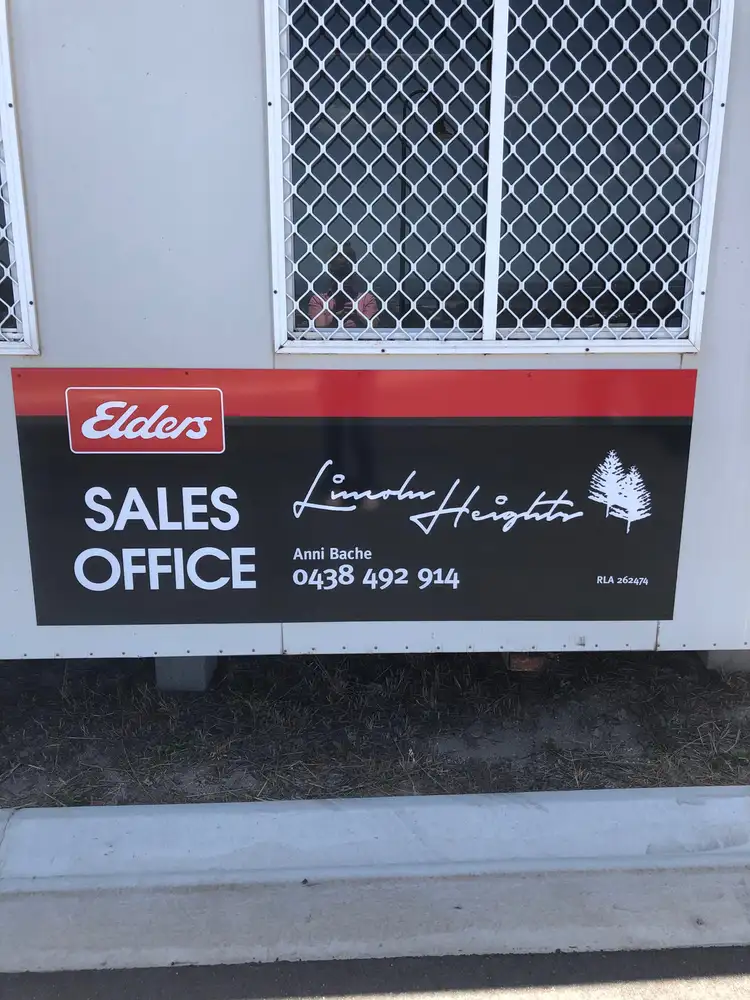 Elders
SALES
OFFICE
Lincoln Heights
Anni Bache
0438 492 914
RLA 262474